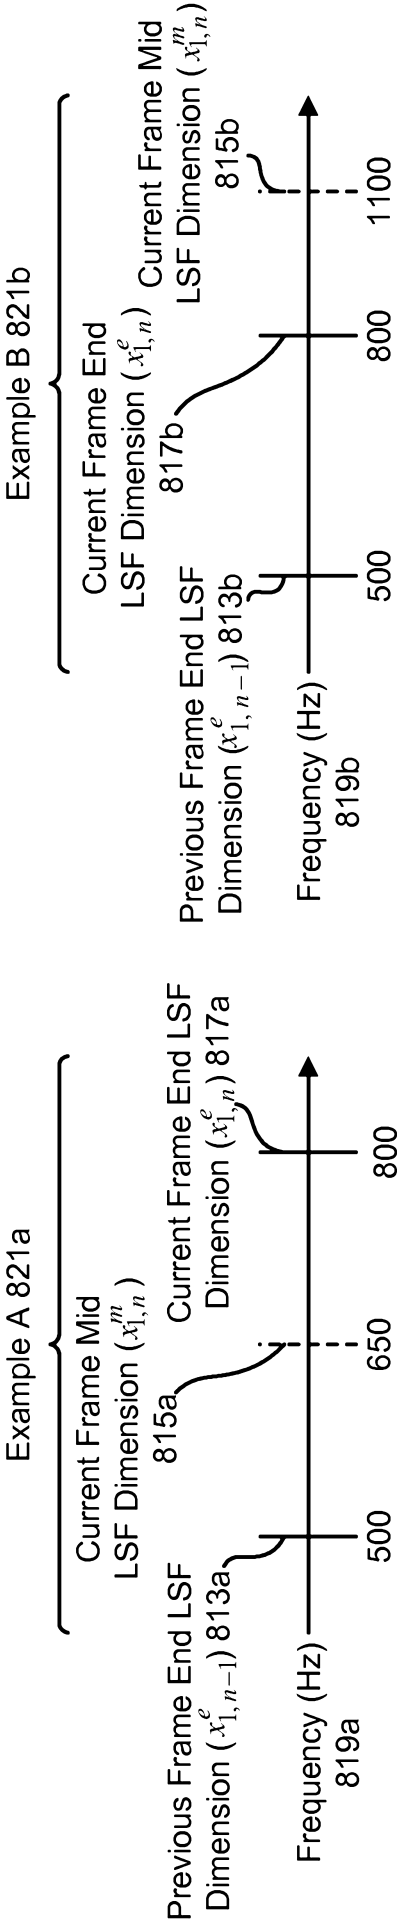 Example A 821a
Current Frame Mid
LSF Dimension (x^m_{1,n})
815a
Previous Frame End LSF
Dimension (x^e_{1,n−1}) 813a
Current Frame End LSF
Dimension (x^e_{1,n}) 817a
Frequency (Hz)
819a
500
650
800
Example B 821b
Current Frame End
LSF Dimension (x^e_{1,n})
817b
Current Frame Mid
LSF Dimension (x^m_{1,n})
815b
Previous Frame End LSF
Dimension (x^e_{1,n−1}) 813b
Frequency (Hz)
819b
500
800
1100